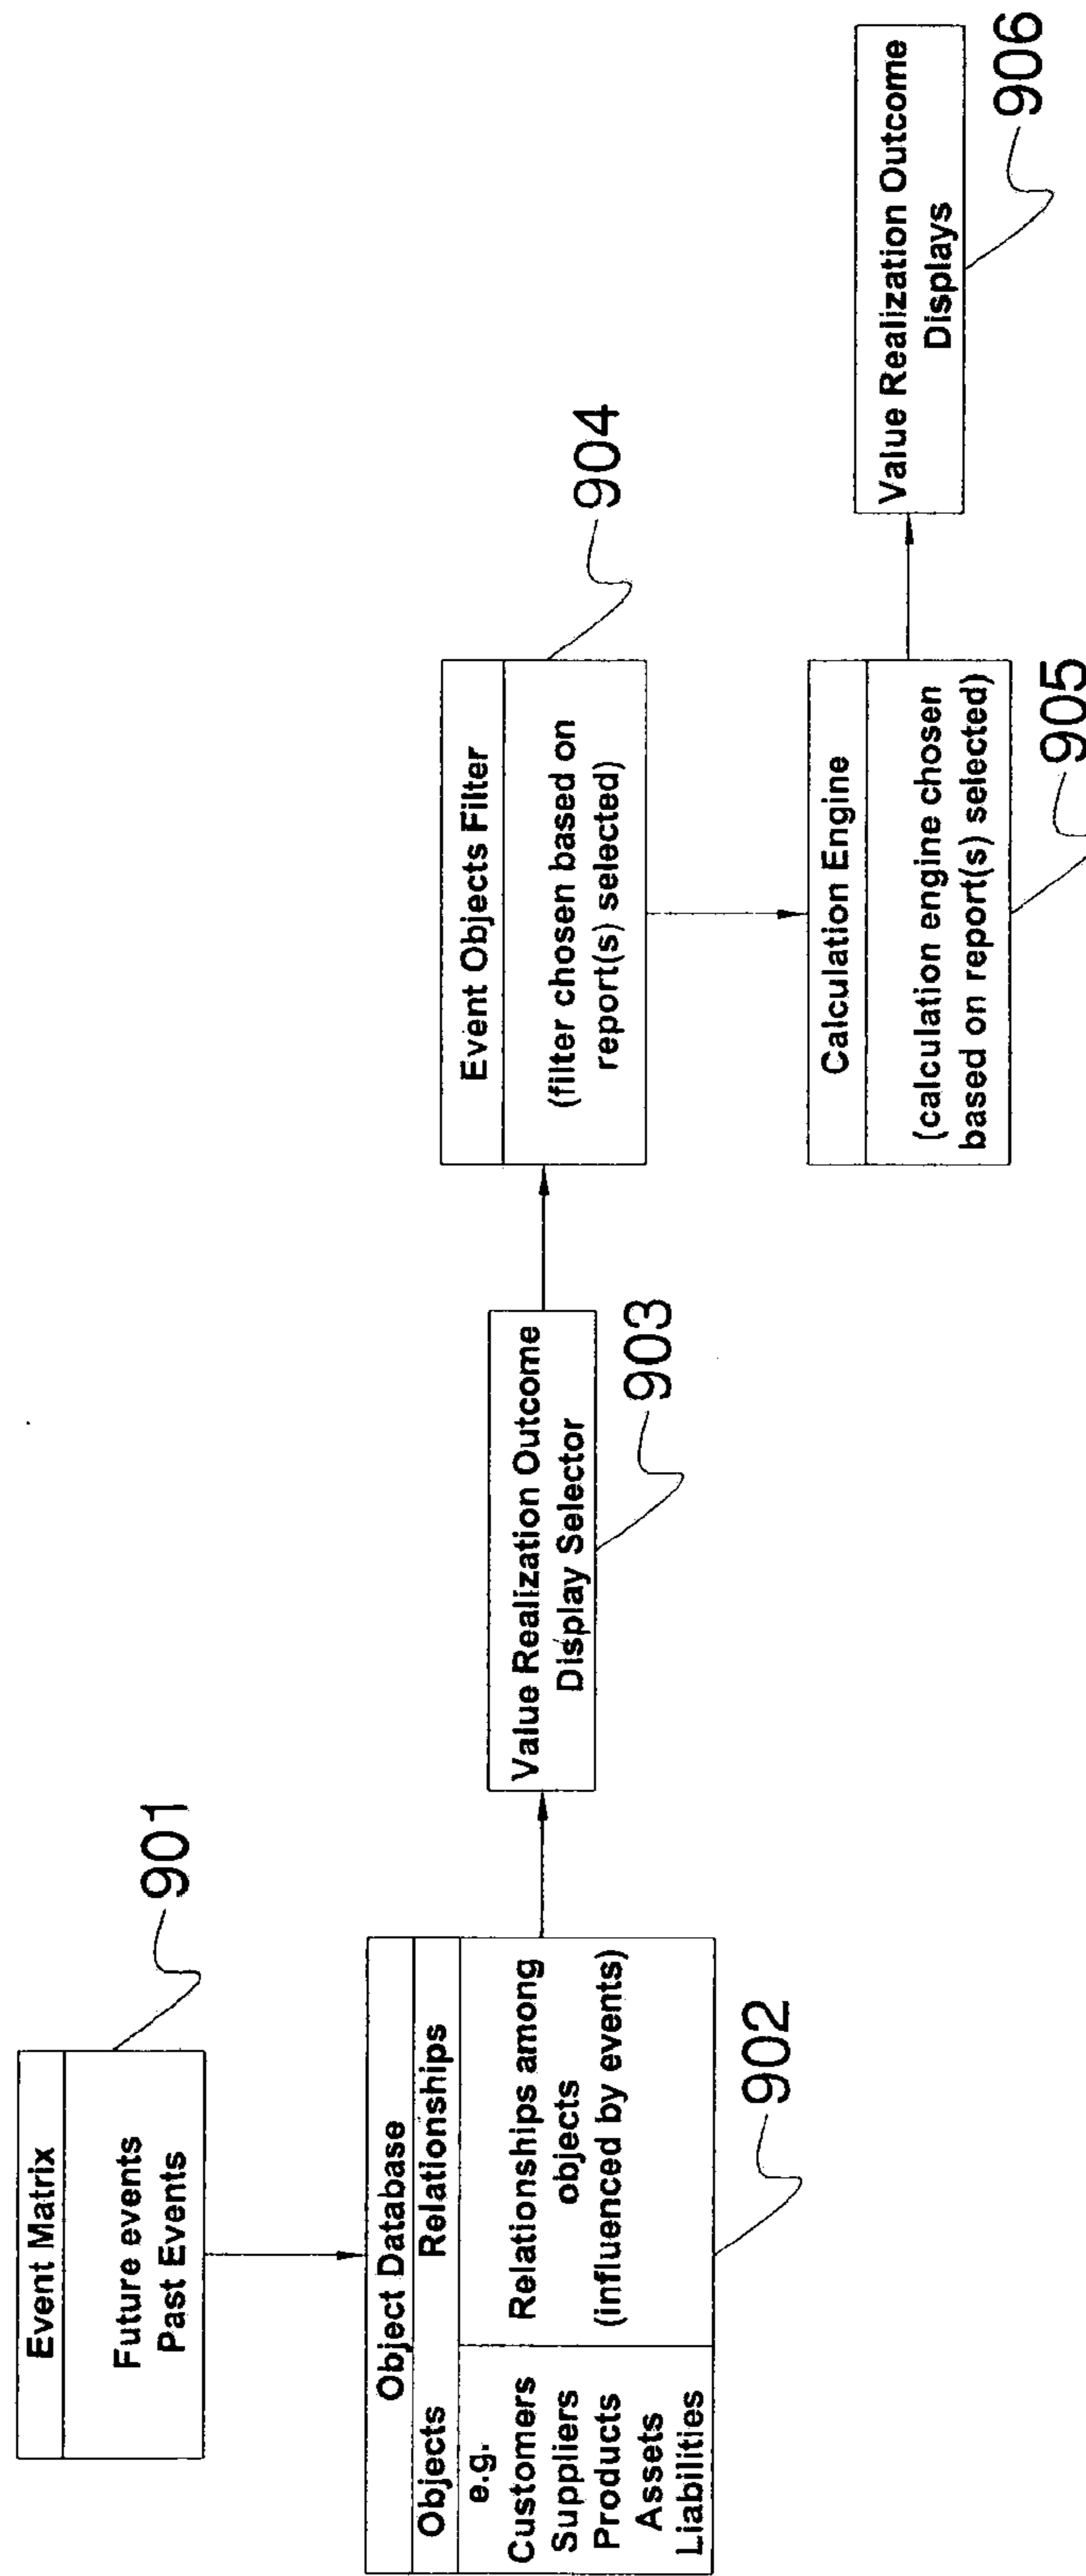 Event Matrix
Future events
Past Events
901
Object Database
Objects
Relationships
e.g.
Customers
Suppliers
Products
Assets
Liabilities
Relationships among
objects
(influenced by events)
902
Value Realization Outcome
Display Selector
903
Event Objects Filter
(filter chosen based on
report(s) selected)
904
Calculation Engine
(calculation engine chosen
based on report(s) selected)
905
Value Realization Outcome
Displays
906